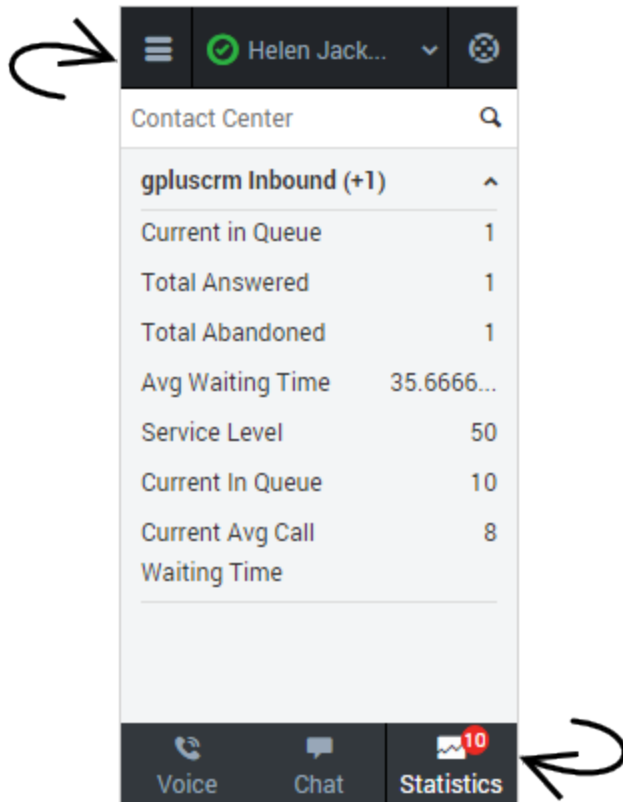 Helen Jack...
Contact Center
gpluscrm Inbound (+1)
Current in Queue 1
Total Answered 1
Total Abandoned 1
Avg Waiting Time 35.6666...
Service Level 50
Current In Queue 10
Current Avg Call 8
Waiting Time
10
Voice Chat Statistics